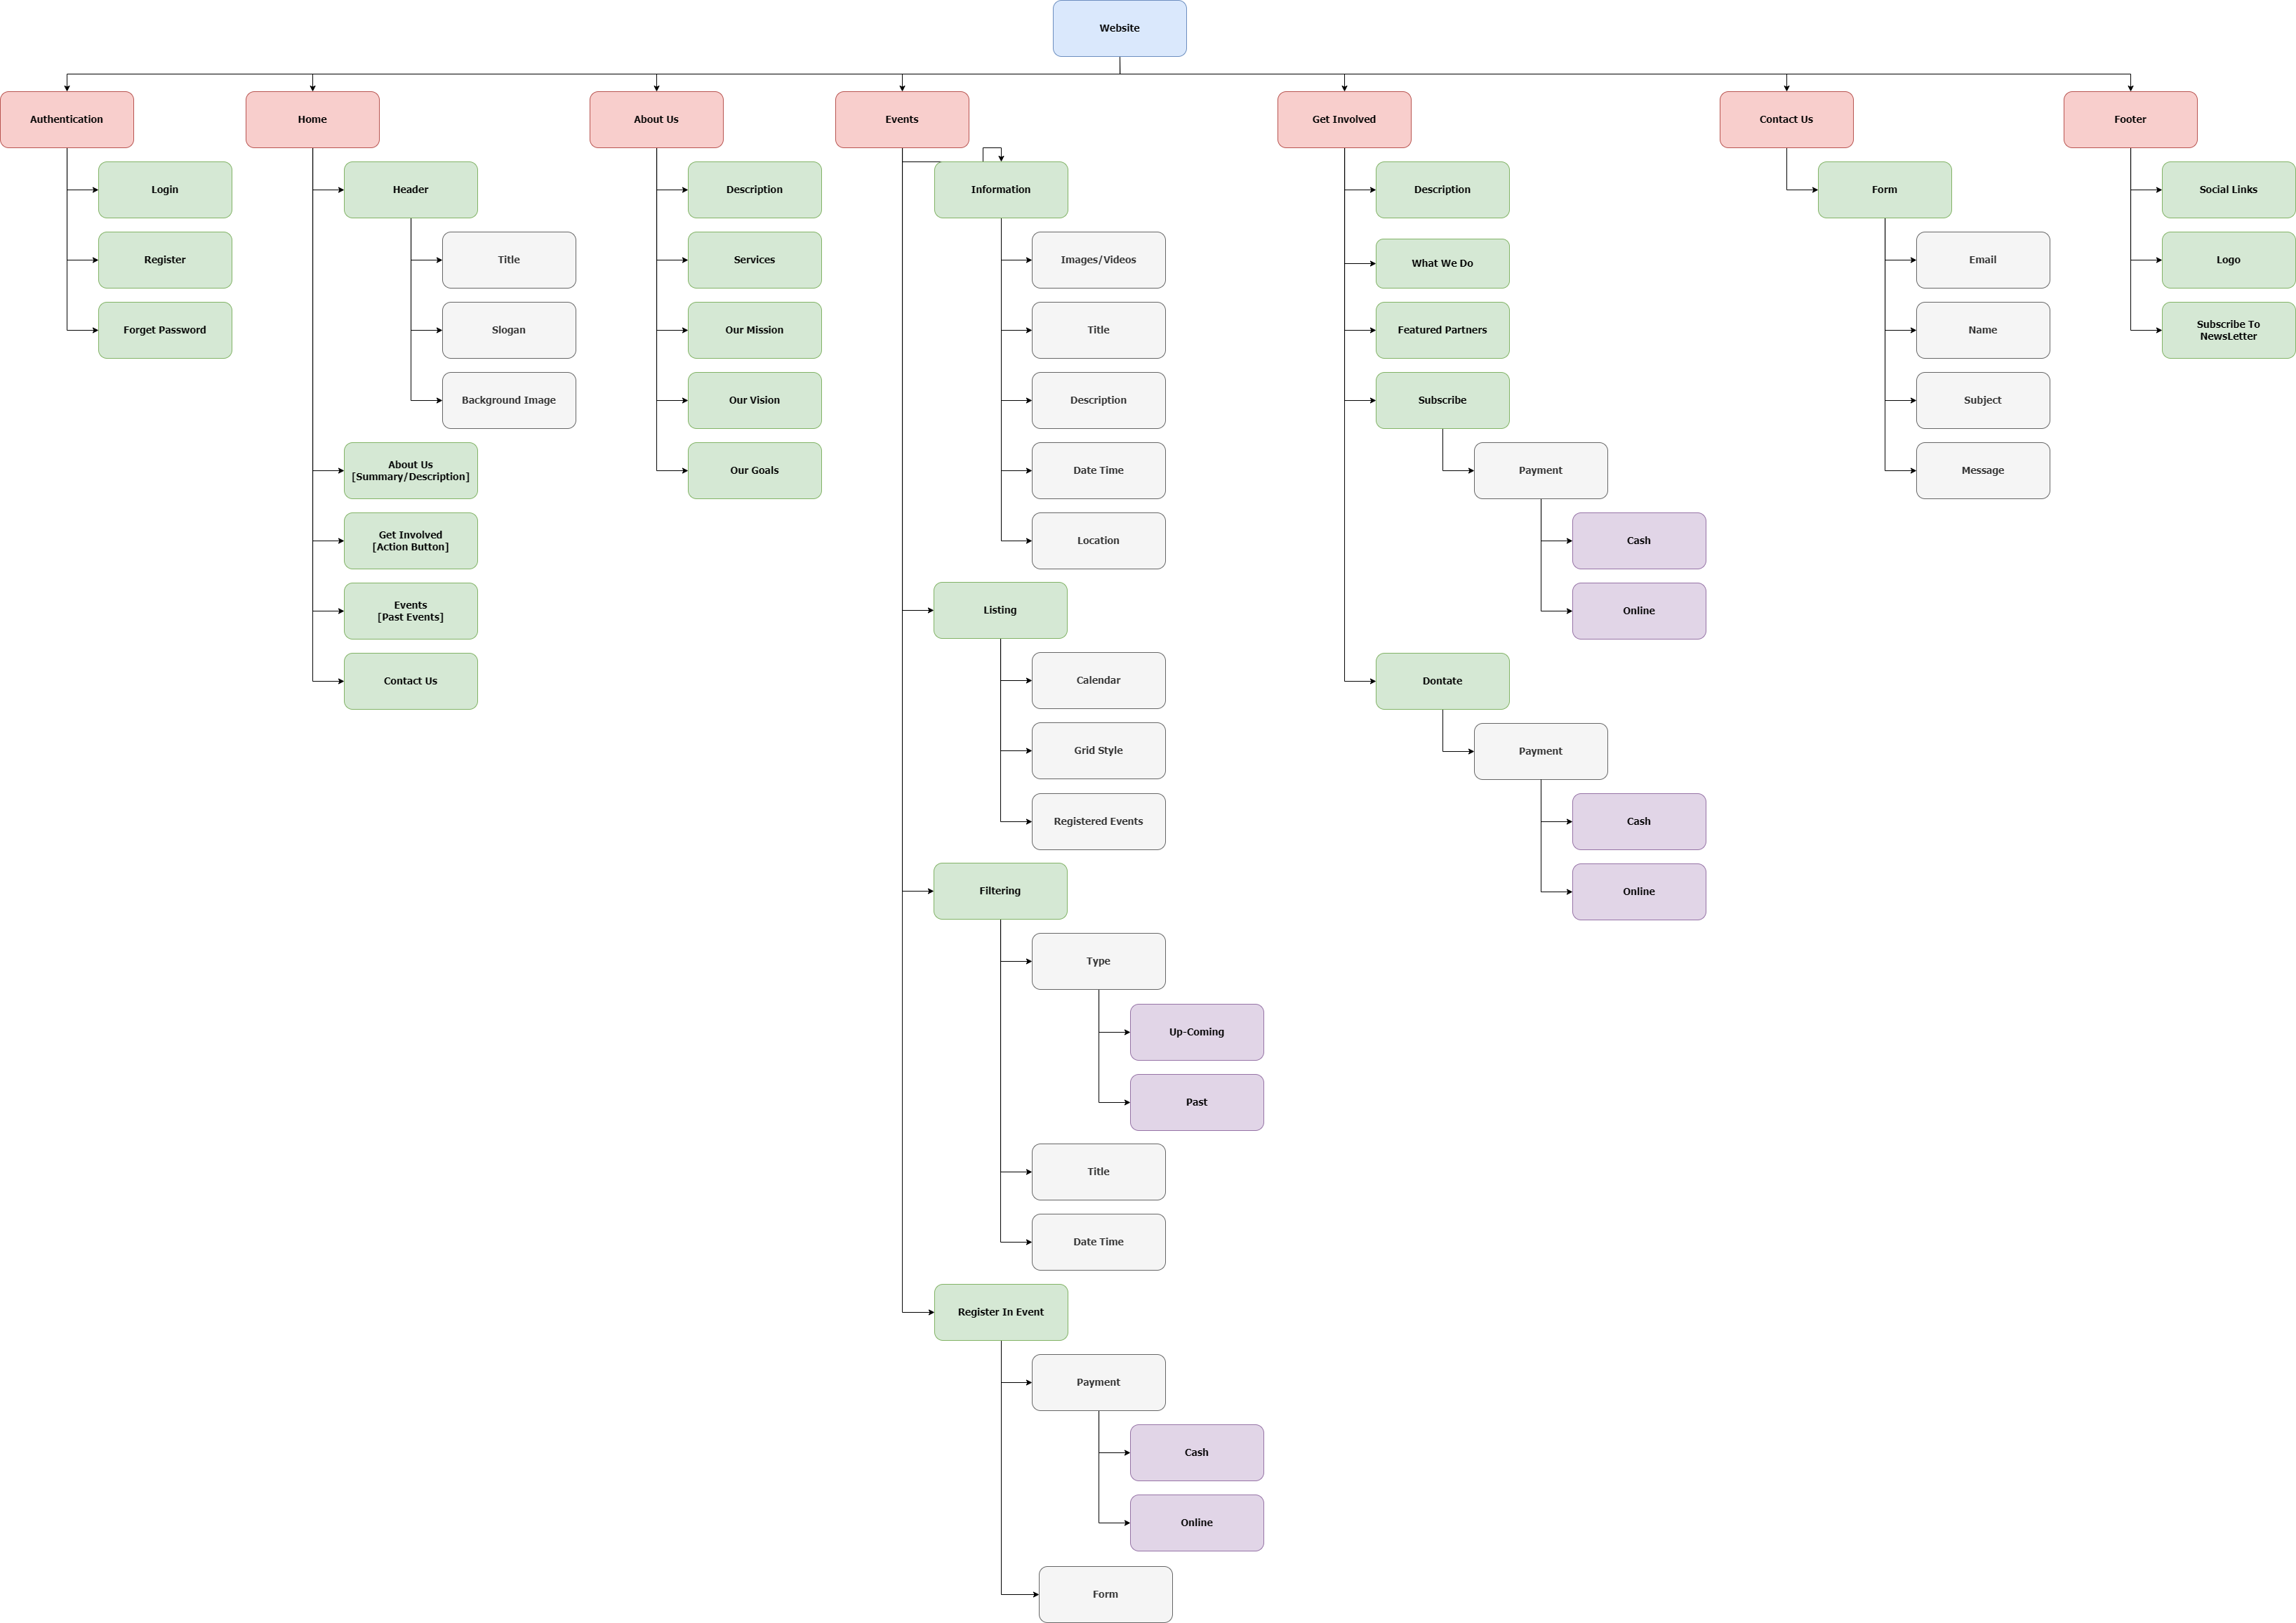 Website
Authentication
Login
Register
Forget Password
Home
Header
Title
Slogan
Background Image
About Us
[Summary/Description]
Get Involved
[Action Button]
Events
[Past Events]
Contact Us
About Us
Description
Services
Our Mission
Our Vision
Our Goals
Events
Information
Images/Videos
Title
Description
Date Time
Location
Listing
Calendar
Grid Style
Registered Events
Filtering
Type
Up-Coming
Past
Title
Date Time
Register In Event
Payment
Cash
Online
Form
Get Involved
Description
What We Do
Featured Partners
Subscribe
Payment
Cash
Online
Dontate
Payment
Cash
Online
Contact Us
Form
Email
Name
Subject
Message
Footer
Social Links
Logo
Subscribe To
NewsLetter